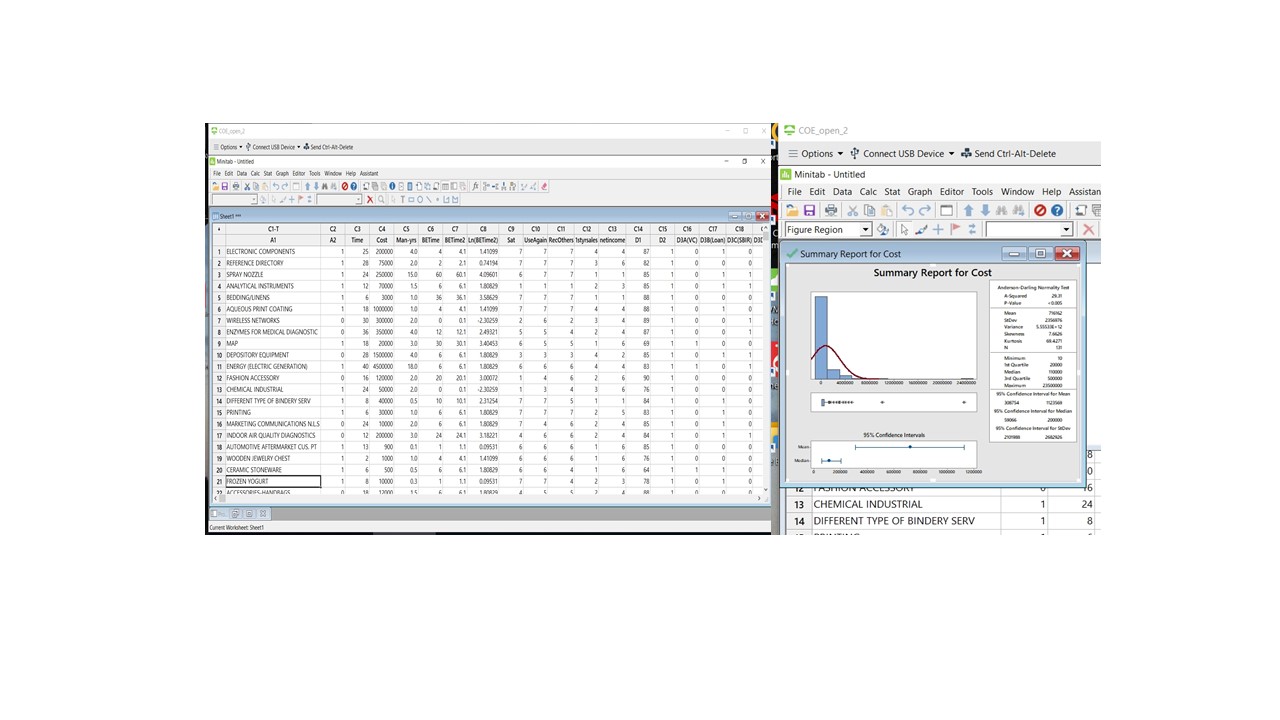 COE_open_2
Options Connect USB Device Send Ctrl-Alt-Delete
Minitab - Untitled
File Edit Data Calc Stat Graph Editor Tools Window Help Assistant
Sheet1 ***
C1-T C2 C3 C4 C5 C6 C7 C8 C9 C10 C11 C12 C13 C14 C15 C16 C17 C18
A1 A2 Time Cost Man-yrs BETime BETime2 Ln(BETime2) Sat UseAgain RecOthers 1styrsales netincome D1 D2 D3A(VC) D3B(Loan) D3C(SBIR)
1 ELECTRONIC COMPONENTS 1 25 200000 4.0 4 4.1 1.41099 7 7 7 4 4 87 1 0 0 1
2 REFERENCE DIRECTORY 1 28 75000 2.0 2 2.1 0.74194 7 7 7 3 6 82 1 0 0 0
3 SPRAY NOZZLE 1 24 250000 15.0 60 60.1 4.09601 6 7 7 1 1 85 1 0 1 1
4 ANALYTICAL INSTRUMENTS 1 12 70000 1.5 6 6.1 1.80829 1 1 1 2 3 85 1 0 1 0
5 BEDDING/LINENS 1 6 3000 1.0 36 36.1 3.58629 7 7 7 1 1 88 1 0 0 0
6 AQUEOUS PRINT COATING 1 18 1000000 1.0 4 4.1 1.41099 7 7 7 4 4 88 1 0 0 0
7 WIRELESS NETWORKS 0 30 300000 2.0 0 0.1 -2.30259 2 6 2 3 4 89 1 0 0 1
8 ENZYMES FOR MEDICAL DIAGNOSTIC 0 36 350000 4.0 12 12.1 2.49321 5 5 4 2 4 87 1 0 0 1
9 MAP 1 18 20000 3.0 30 30.1 3.40453 6 5 5 1 6 69 1 0 1 0
10 DEPOSITORY EQUIPMENT 0 28 1500000 4.0 6 6.1 1.80829 3 3 3 4 2 85 1 0 0 0
11 ENERGY (ELECTRIC GENERATION) 1 40 4500000 18.0 6 6.1 1.80829 6 6 6 4 4 83 1 1 0 1
12 FASHION ACCESSORY 0 16 120000 2.0 20 20.1 3.00072 1 4 6 2 6 90 1 0 0 0
13 CHEMICAL INDUSTRIAL 1 24 50000 2.5 0 0.1 -2.30259 1 3 4 3 6 76 1 0 0 1
14 DIFFERENT TYPE OF BINDERY SERV 1 8 40000 0.5 10 10.1 2.31254 7 7 5 1 1 84 1 0 0 0
15 PRINTING 1 6 30000 1.0 6 6.1 1.80829 7 7 7 2 5 83 1 0 0 0
16 MARKETING COMMUNICATIONS N.L.S 0 24 10000 2.0 6 6.1 1.80829 7 7 4 2 6 85 1 0 0 0
17 INDOOR AIR QUALITY DIAGNOSTICS 0 12 200000 3.0 24 24.1 3.18221 6 6 4 2 4 84 1 0 0 1
18 AUTOMOTIVE AFTERMARKET CUS. PT 1 13 900 0.1 1 1.1 0.09531 5 4 4 2 2 85 1 0 0 0
19 WOODEN JEWELRY CHEST 1 2 1000 1.0 4 4.1 1.41099 6 6 6 1 6 76 1 0 0 0
20 CERAMIC STONEWARE 1 6 500 0.5 6 6.1 1.80829 6 6 4 1 6 64 1 1 0 0
21 FROZEN YOGURT 1 8 10000 0.3 1 1.1 0.09531 7 7 4 2 3 78 1 0 0 0
22 ACCESSORIES-HANDBAGS 0 18 12000 1.5 6 6.1 1.80829 4 5 5 2 6 88 1 0 0 0
Current Worksheet: Sheet1
COE_open_2
Options Connect USB Device Send Ctrl-Alt-Delete
Minitab - Untitled
File Edit Data Calc Stat Graph Editor Tools Window Help Assistan
Figure Region
Summary Report for Cost
Summary Report for Cost
Anderson-Darling Normality Test
A-Squared 29.31
P-Value <0.005
Mean 716162
StDev 2356976
Variance 5.55533E+12
Skewness 7.6626
Kurtosis 68.6271
N 131
Minimum 10
1st Quartile 20000
Median 110000
3rd Quartile 500000
Maximum 23500000
95% Confidence Interval for Mean
308754 1123569
95% Confidence Interval for Median
59066 200000
95% Confidence Interval for StDev
2101988 2682926
0 4000000 8000000 12000000 16000000 20000000 24000000
95% Confidence Intervals
Mean
Median
0 200000 400000 600000 800000 1000000 1200000
12 FASHION ACCESSORY 0 16
13 CHEMICAL INDUSTRIAL 1 24
14 DIFFERENT TYPE OF BINDERY SERV 1 8